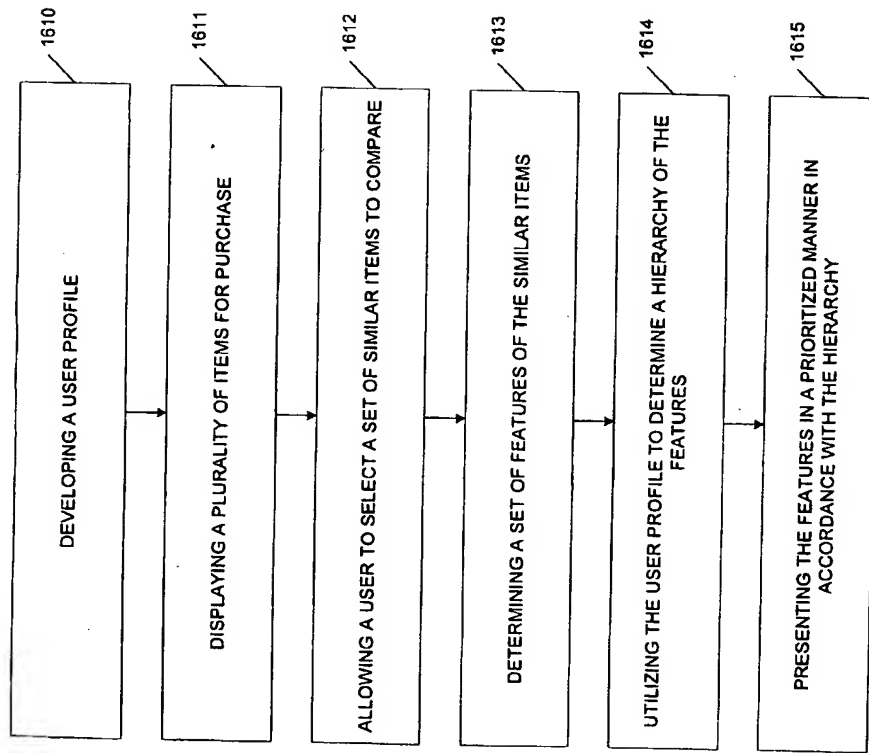 1610
DEVELOPING A USER PROFILE
1611
DISPLAYING A PLURALITY OF ITEMS FOR PURCHASE
1612
ALLOWING A USER TO SELECT A SET OF SIMILAR ITEMS TO COMPARE
1613
DETERMINING A SET OF FEATURES OF THE SIMILAR ITEMS
1614
UTILIZING THE USER PROFILE TO DETERMINE A HIERARCHY OF THE
FEATURES
1615
PRESENTING THE FEATURES IN A PRIORITIZED MANNER IN
ACCORDANCE WITH THE HIERARCHY